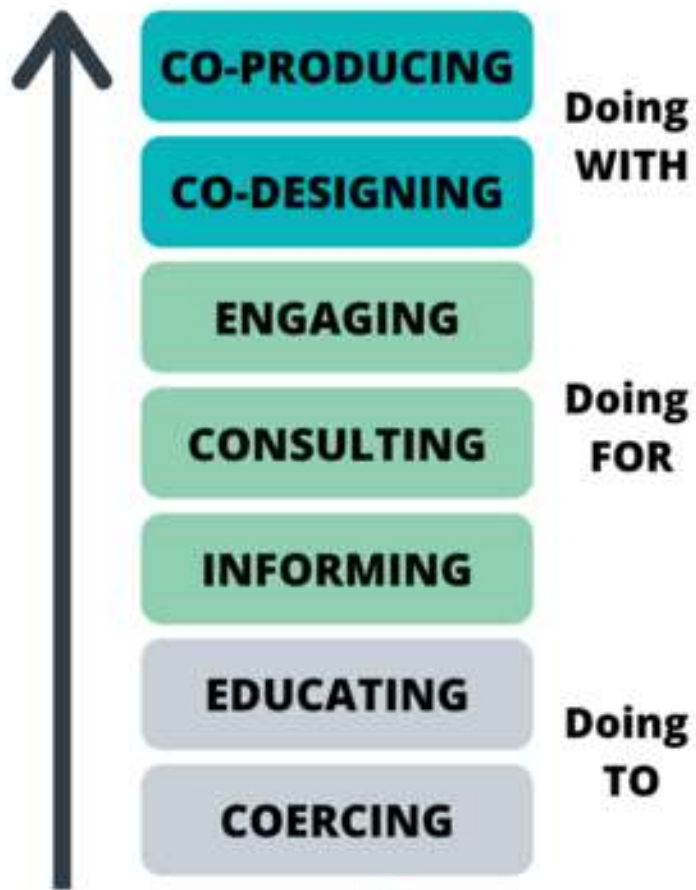 CO-PRODUCING
CO-DESIGNING
Doing
WITH
ENGAGING
CONSULTING
INFORMING
Doing
FOR
EDUCATING
COERCING
Doing
TO